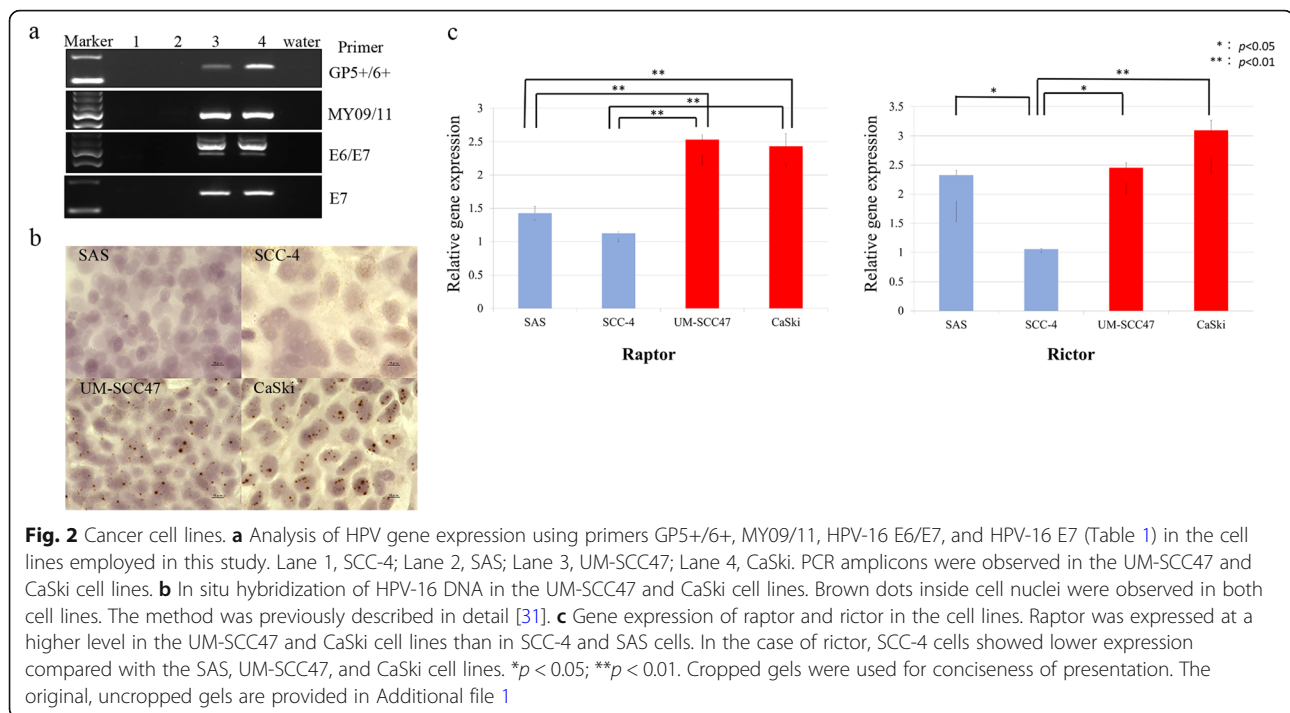 a
Marker 1 2 3 4 water Primer
GP5+/6+
MY09/11
E6/E7
E7
b
SAS SCC-4
UM-SCC47 CaSki
c
* : p<0.05
** : p<0.01
**
**
**
**
Relative gene expression
3
2.5
2
1.5
1
0.5
0
SAS SCC-4 UM-SCC47 CaSki
Raptor
**
*
*
Relative gene expression
3.5
3
2.5
2
1.5
1
0.5
0
SAS SCC-4 UM-SCC47 CaSki
Rictor
Fig. 2 Cancer cell lines. a Analysis of HPV gene expression using primers GP5+/6+, MY09/11, HPV-16 E6/E7, and HPV-16 E7 (Table 1) in the cell
lines employed in this study. Lane 1, SCC-4; Lane 2, SAS; Lane 3, UM-SCC47; Lane 4, CaSki. PCR amplicons were observed in the UM-SCC47 and
CaSki cell lines. b In situ hybridization of HPV-16 DNA in the UM-SCC47 and CaSki cell lines. Brown dots inside cell nuclei were observed in both
cell lines. The method was previously described in detail [31]. c Gene expression of raptor and rictor in the cell lines. Raptor was expressed at a
higher level in the UM-SCC47 and CaSki cell lines than in SCC-4 and SAS cells. In the case of rictor, SCC-4 cells showed lower expression
compared with the SAS, UM-SCC47, and CaSki cell lines. *p < 0.05; **p < 0.01. Cropped gels were used for conciseness of presentation. The
original, uncropped gels are provided in Additional file 1